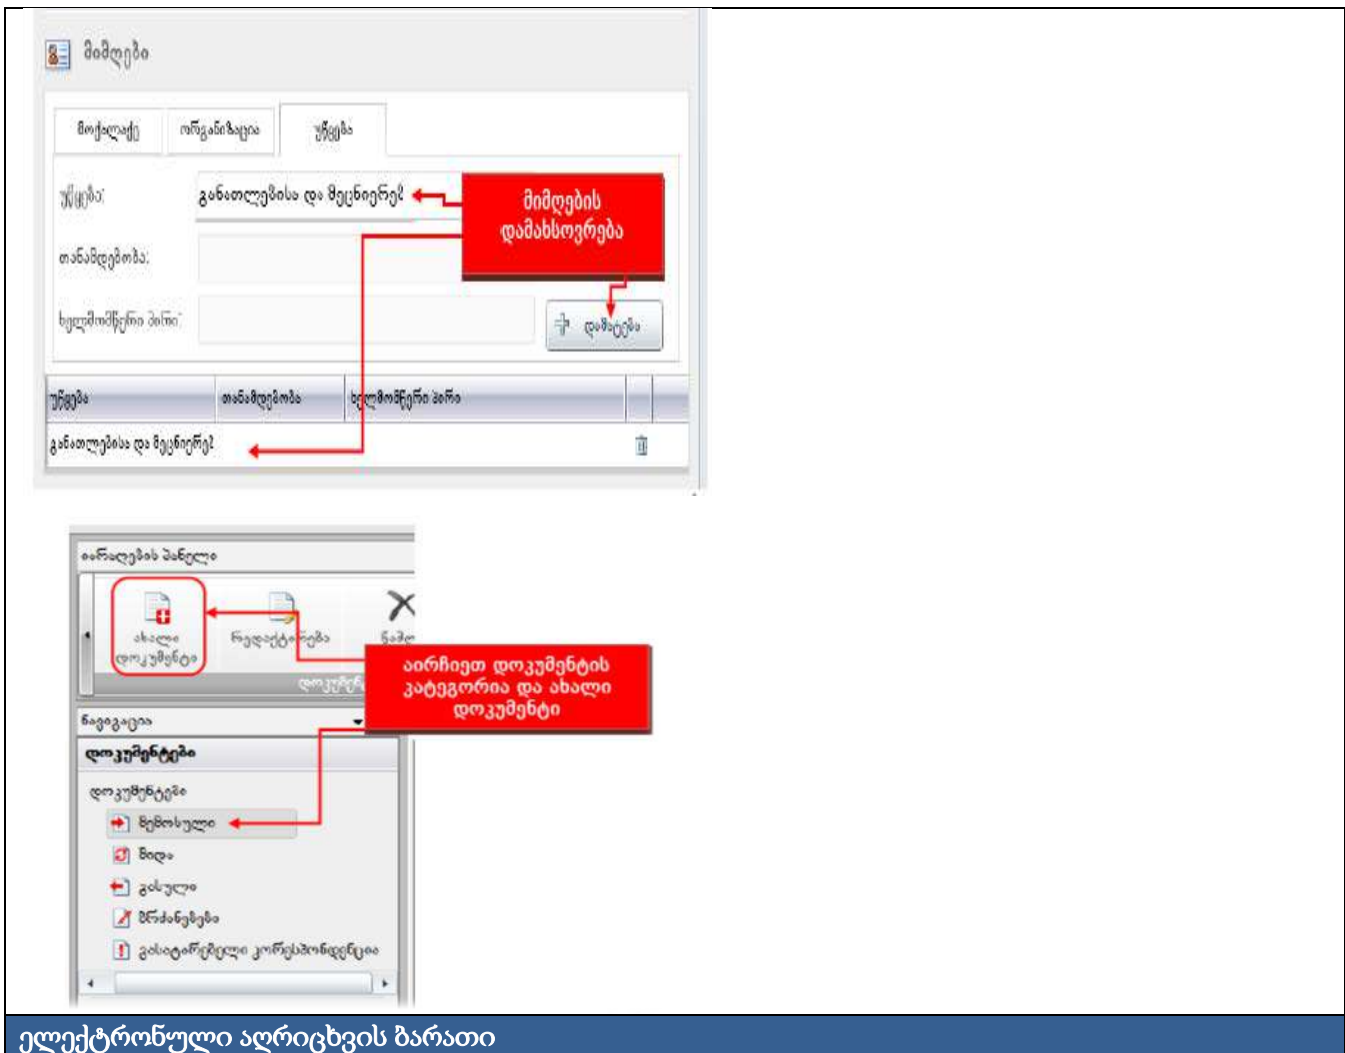 მიმღები
მოქალაქე ორგანიზაცია უწყება
უწყება: განათლებისა და მეცნიერებ
მიმღების
დამახსოვრება
თანამდებობა:
ხელმომწერი პირი:
დამატება
უწყება თანამდებობა ხელმომწერი პირი
განათლებისა და მეცნიერებ
იარაღების პანელი
ახალი
დოკუმენტი
რედაქტირება
აირჩიეთ დოკუმენტის
კატეგორია და ახალი
დოკუმენტი
ნავიგაცია
დოკუმენტები
დოკუმენტები
შემოსული
შიდა
გასული
ბრძანებები
გასატარებელი კორესპონდენცია
ელექტრონული აღრიცხვის ბარათი